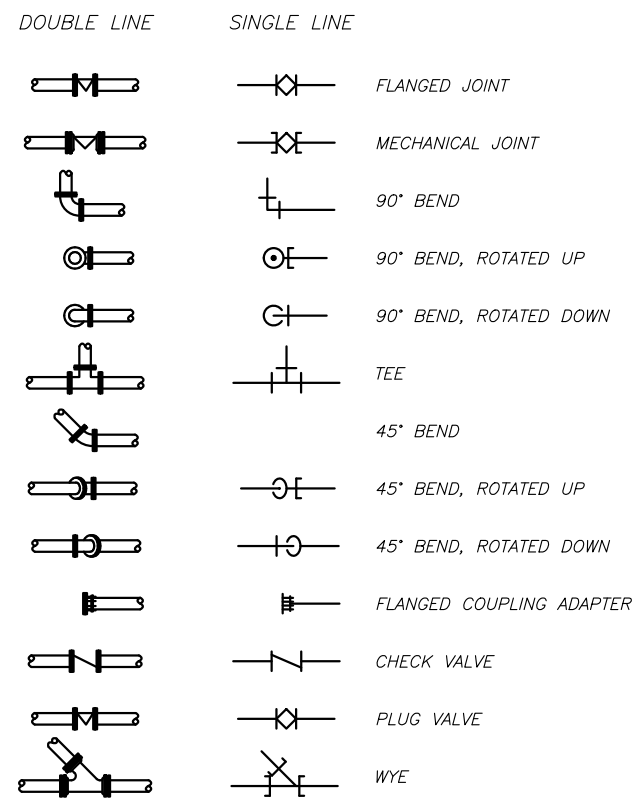 DOUBLE LINE SINGLE LINE
FLANGED JOINT
MECHANICAL JOINT
90° BEND
90° BEND, ROTATED UP
90° BEND, ROTATED DOWN
TEE
45° BEND
45° BEND, ROTATED UP
45° BEND, ROTATED DOWN
FLANGED COUPLING ADAPTER
CHECK VALVE
PLUG VALVE
WYE